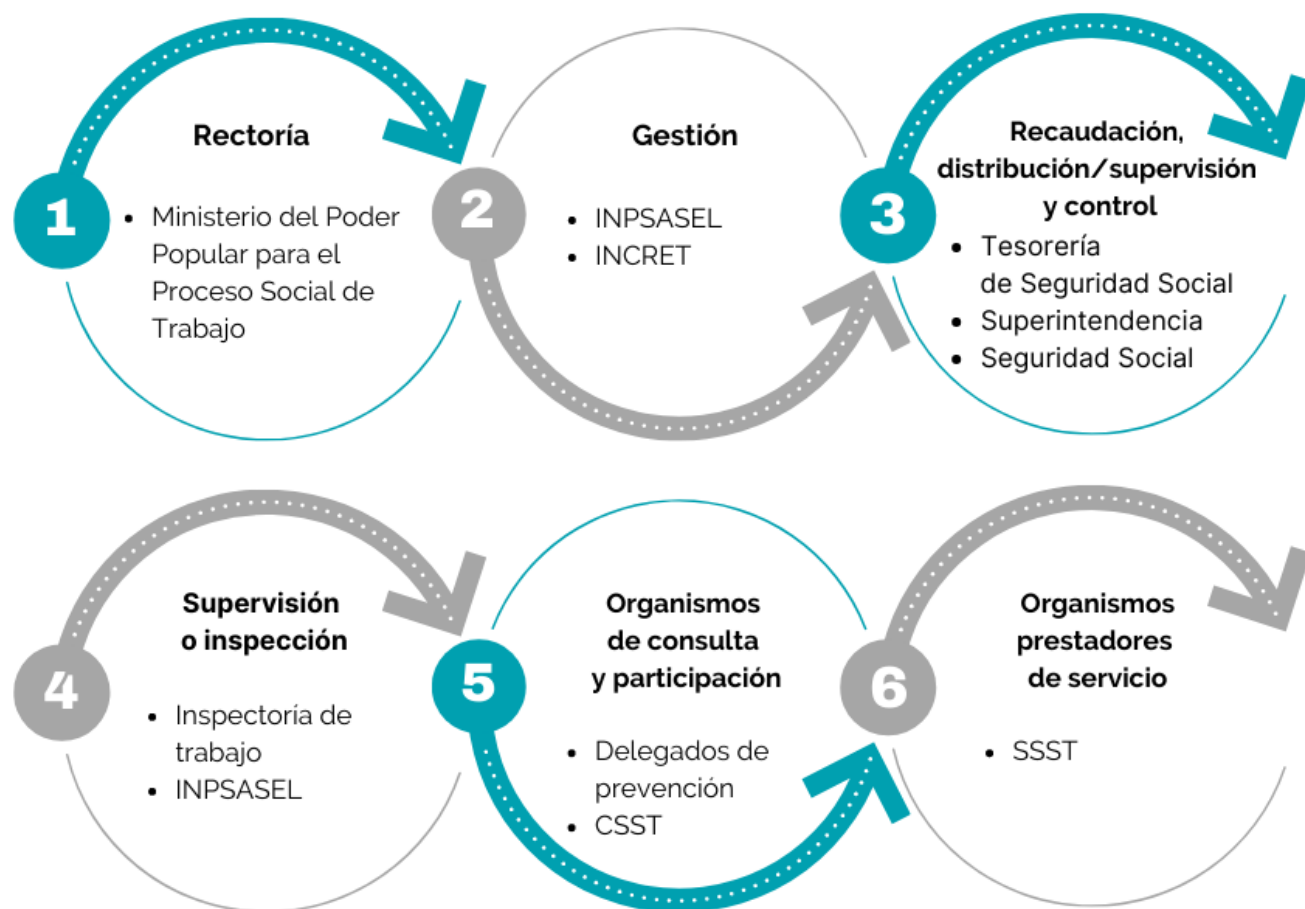 1
Rectoría
• Ministerio del Poder
Popular para el
Proceso Social de
Trabajo
2
Gestión
• INPSASEL
• INCRET
3
Recaudación,
distribución/supervisión
y control
• Tesorería
de Seguridad Social
• Superintendencia
• Seguridad Social
4
Supervisión
o inspección
• Inspectoría de
trabajo
• INPSASEL
5
Organismos
de consulta
y participación
• Delegados de
prevención
• CSST
6
Organismos
prestadores
de servicio
• SSST